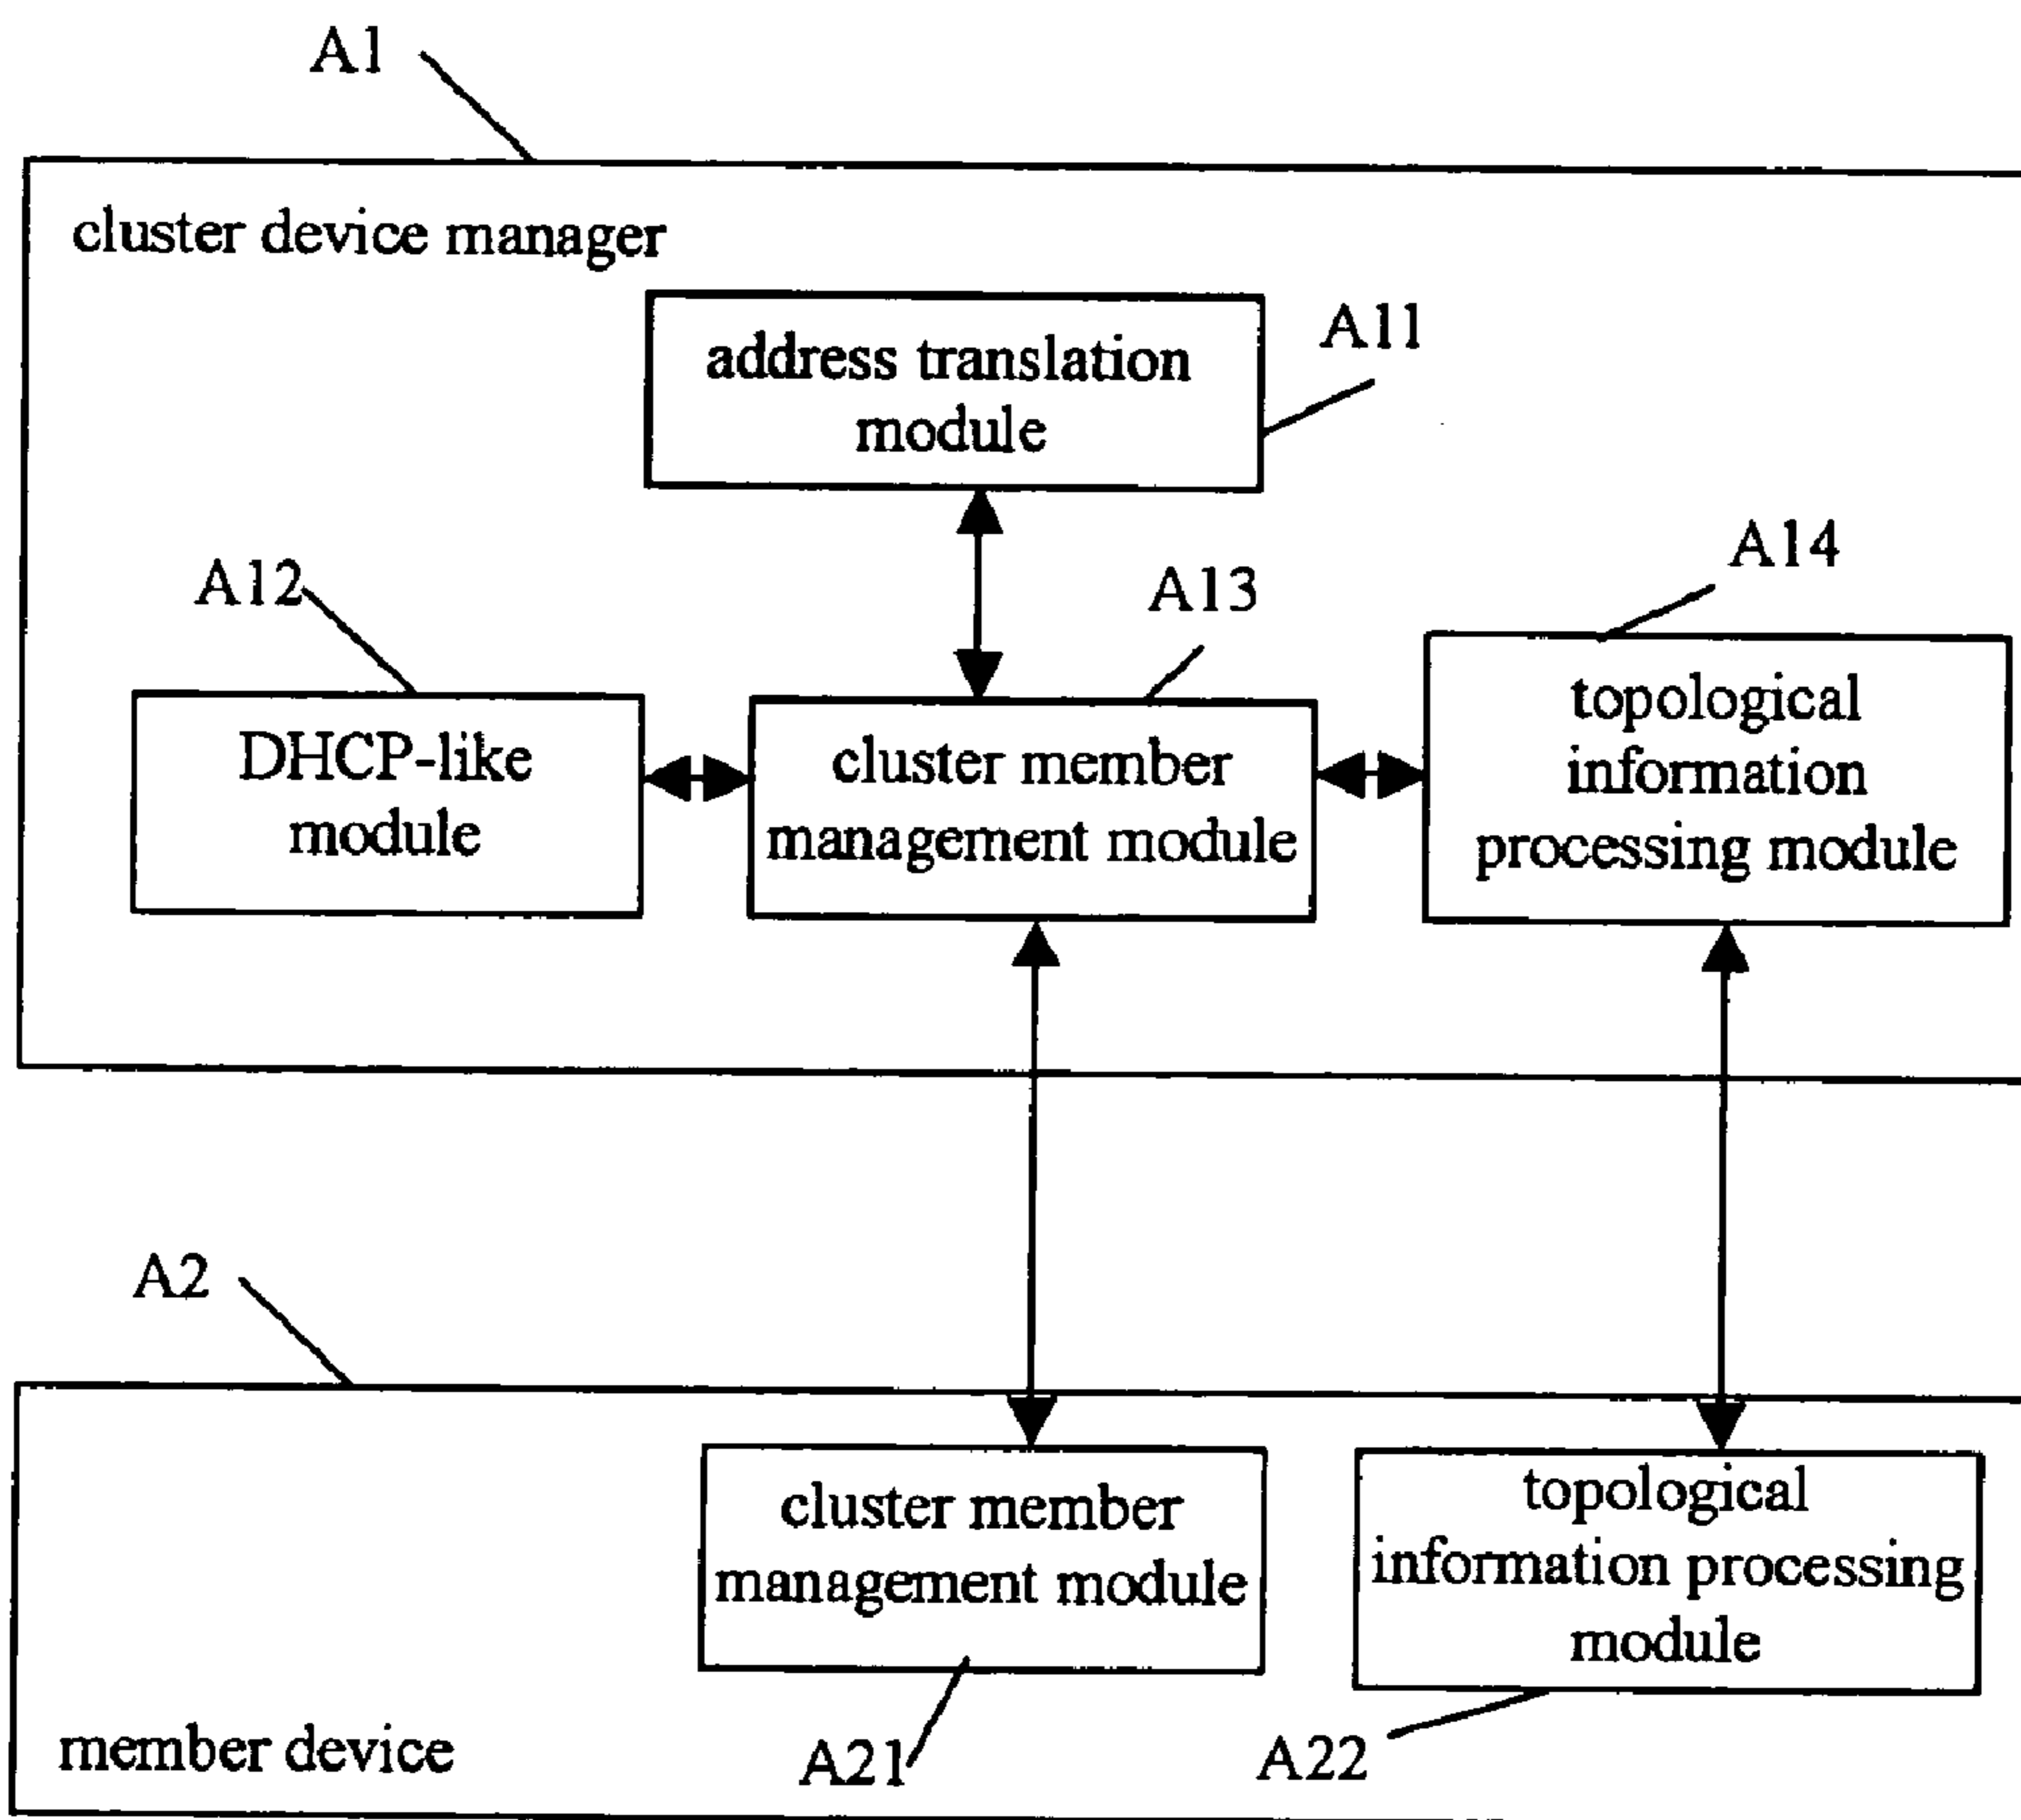 A1
cluster device manager
address translation
module
A11
A12
A13
A14
DHCP-like
module
cluster member
management module
topological
information
processing module
A2
cluster member
management module
topological
information processing
module
member device
A21
A22